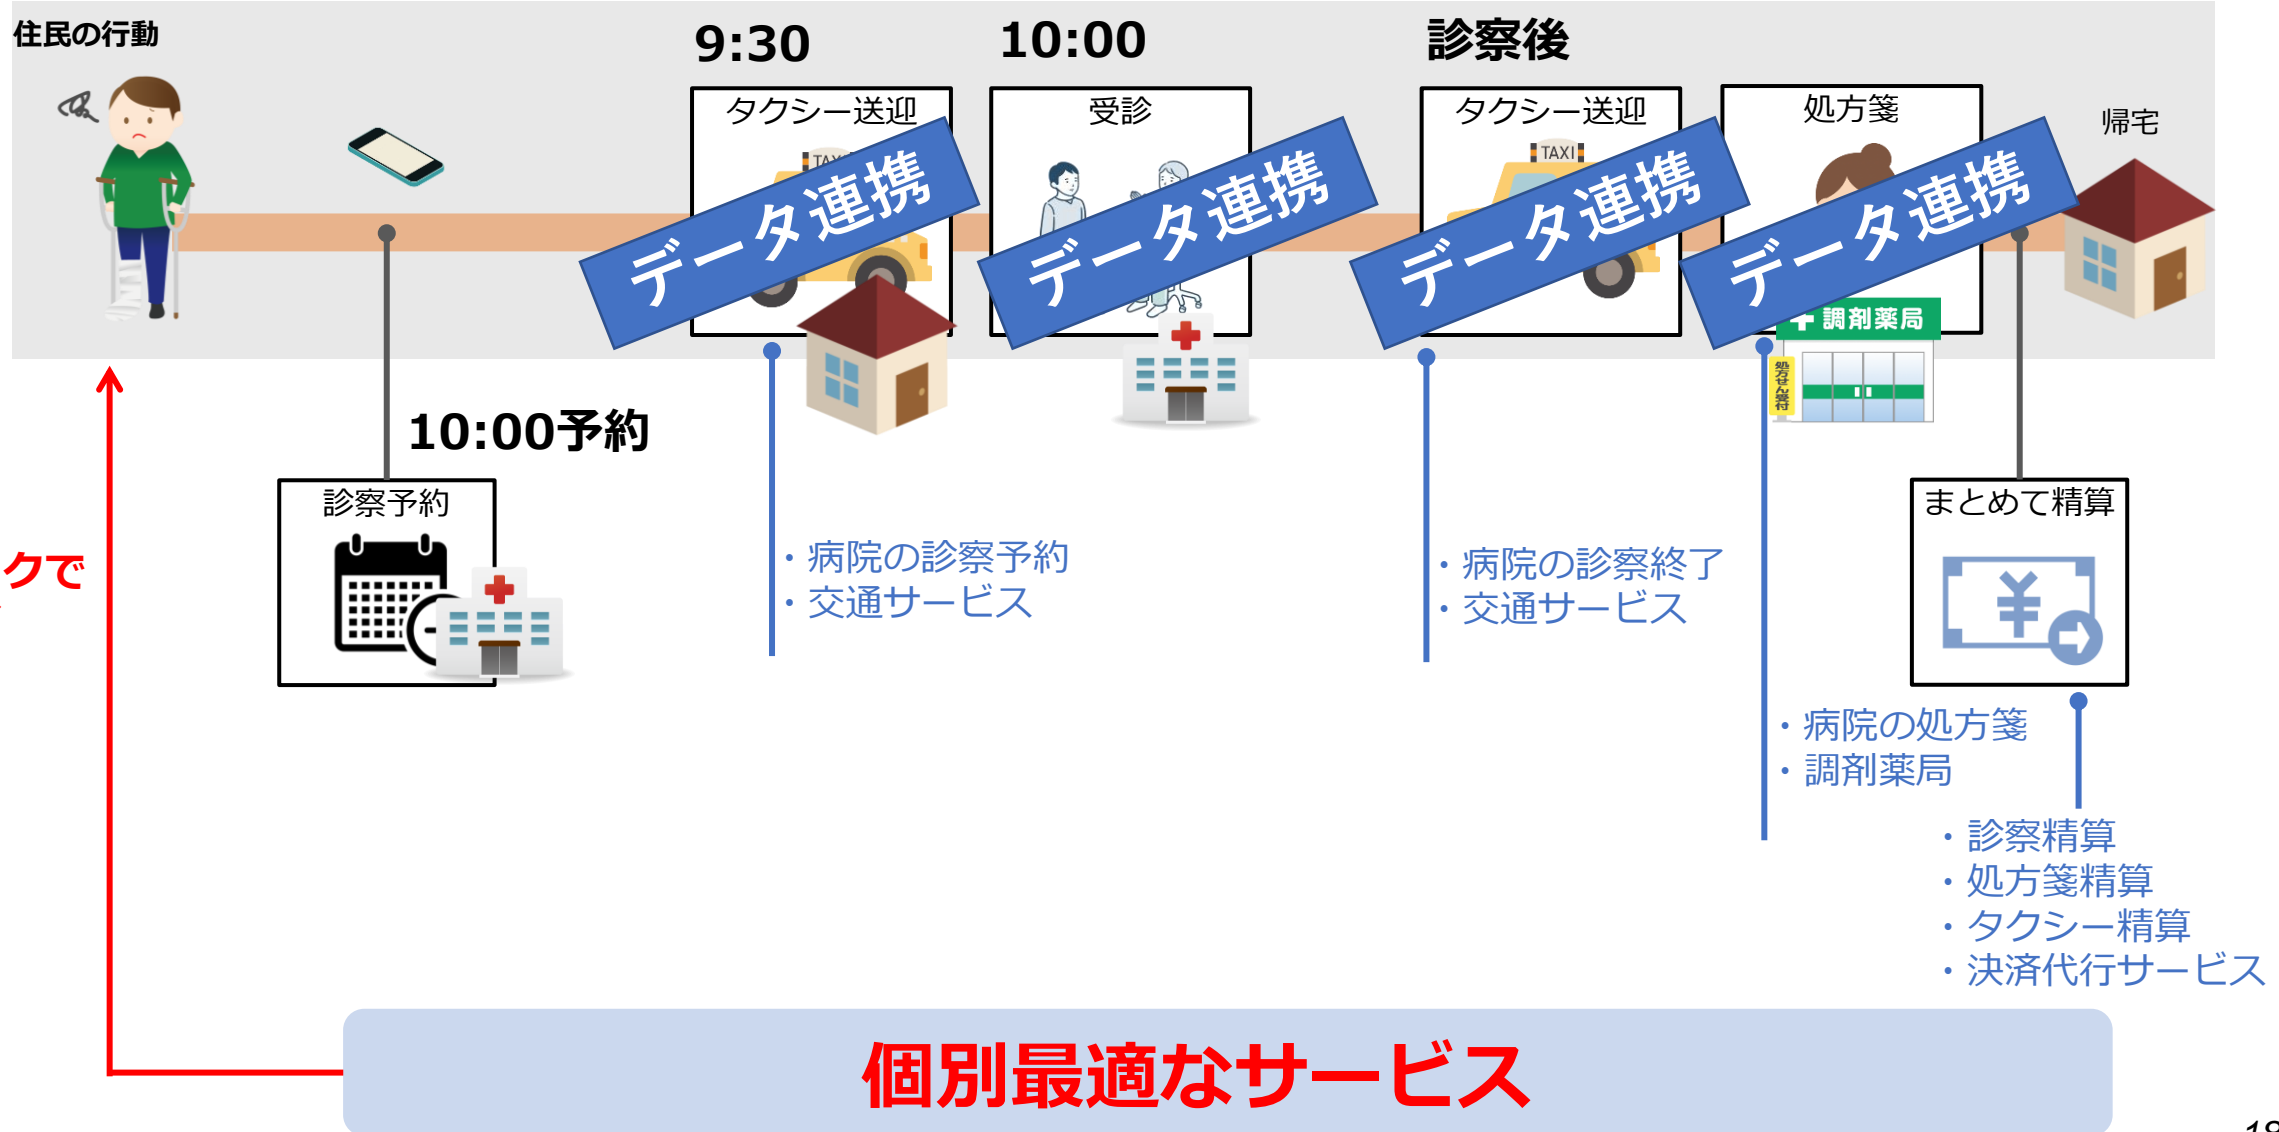 住民の行動
9:30
10:00
診察後
タクシー送迎
受診
タクシー送迎
処方箋
帰宅
TAXI
データ連携
データ連携
データ連携
データ連携
調剤薬局
処方せん受付
10:00予約
診察予約
まとめて精算
クで
・病院の診察予約
・交通サービス
・病院の診察終了
・交通サービス
¥
・病院の処方箋
・調剤薬局
・診察精算
・処方箋精算
・タクシー精算
・決済代行サービス
個別最適なサービス